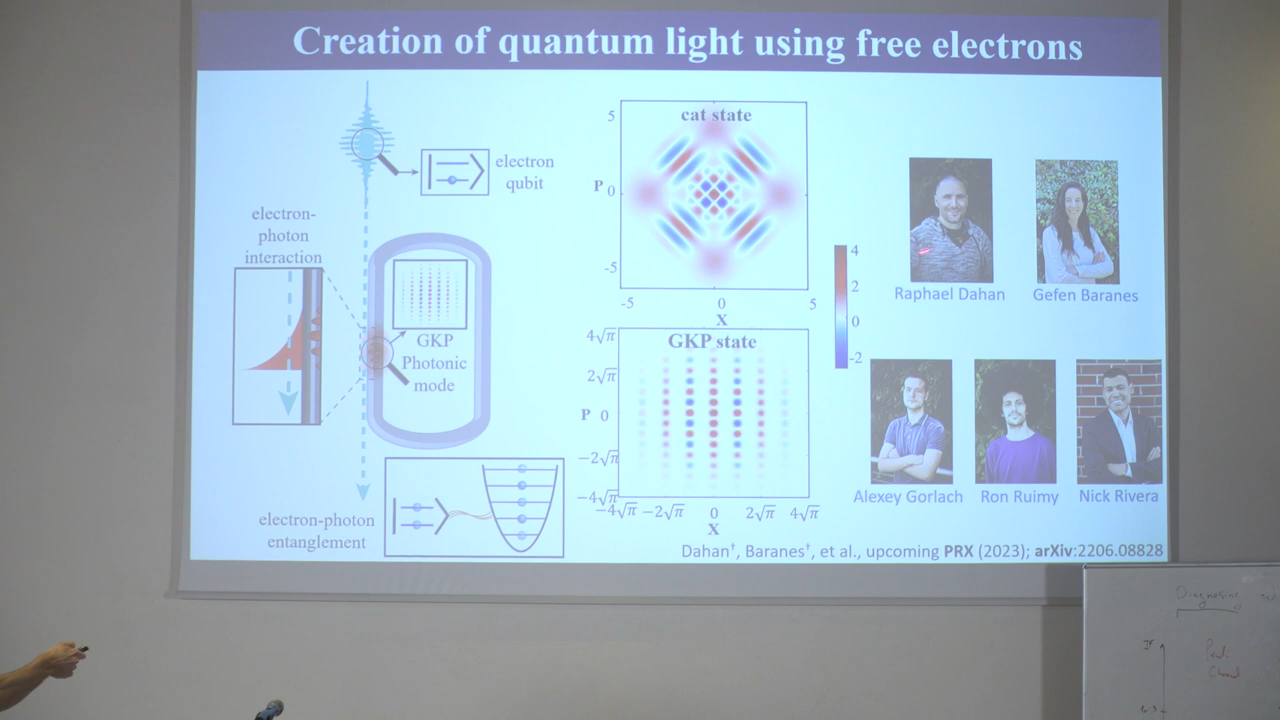 Creation of quantum light using free electrons
electron
qubit
electron-
photon
interaction
GKP
Photonic
mode
electron-photon
entanglement
cat state
5
P 0
-5
-5 0 5
X
4
2
0
-2
GKP state
4√π
2√π
P 0
−2√π
−4√π
−4√π −2√π 0 2√π 4√π
X
Raphael Dahan
Gefen Baranes
Alexey Gorlach
Ron Ruimy
Nick Rivera
Dahan†, Baranes†, et al., upcoming PRX (2023); arXiv:2206.08828
Diagnosing